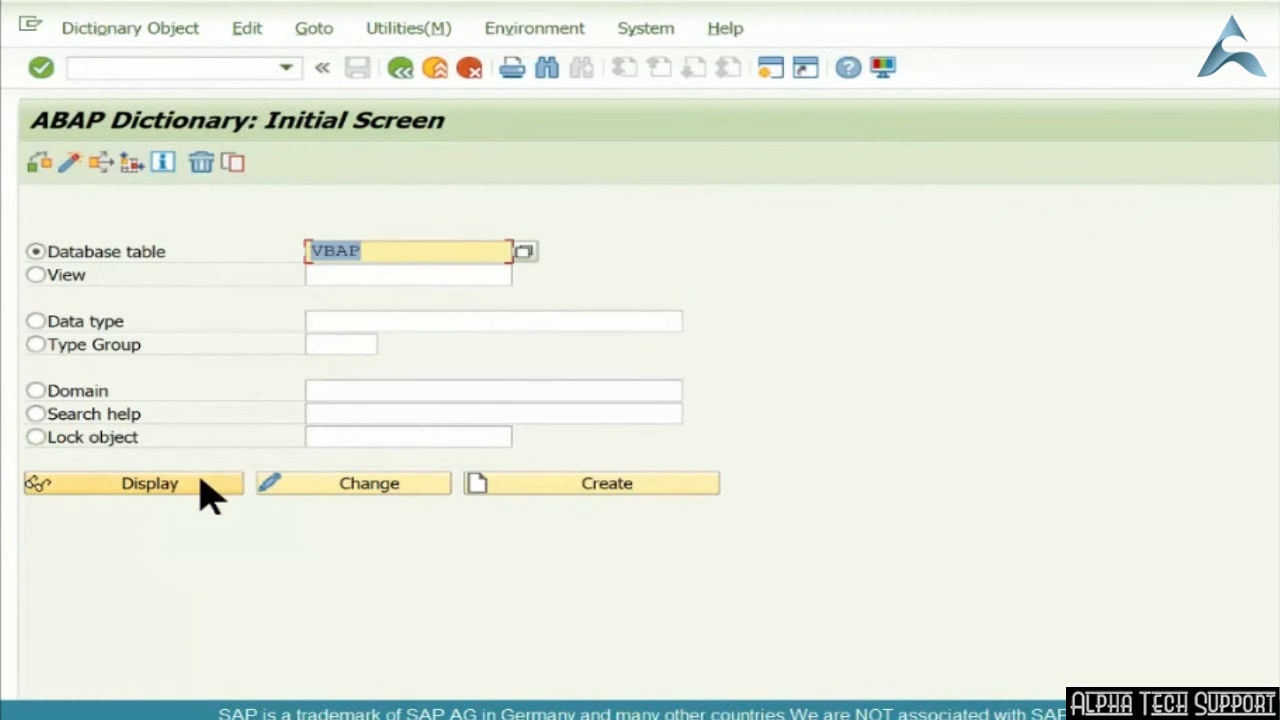 Dictionary Object Edit Goto Utilities(M) Environment System Help
ABAP Dictionary: Initial Screen
Database table VBAP
View
Data type
Type Group
Domain
Search help
Lock object
Display Change Create
SAP is a trademark of SAP AG in Germany and many other countries We are NOT associated with SAP
ALPHA TECH SUPPORT